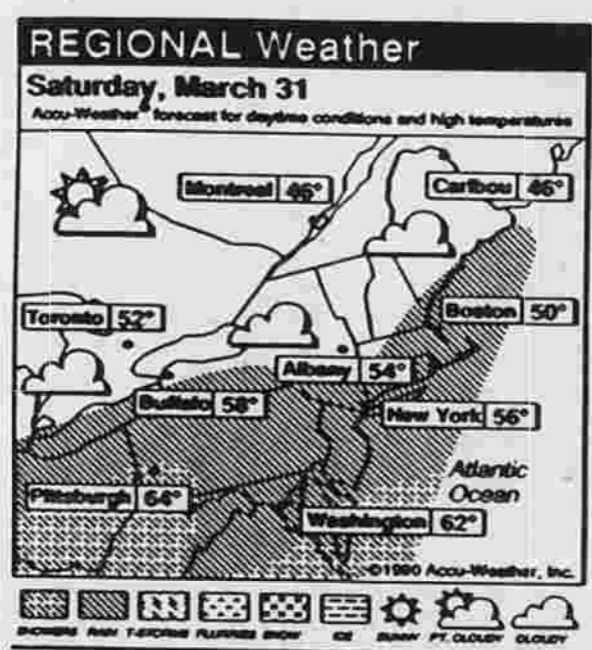 REGIONAL Weather
Saturday, March 31
Accu-Weather® forecast for daytime conditions and high temperatures
Montreal 46°
Caribou 46°
Toronto 52°
Boston 50°
Albany 54°
Buffalo 58°
New York 56°
Atlantic
Ocean
Pittsburgh 64°
Washington 62°
©1990 Accu-Weather, Inc.
SHOWERS RAIN T-STORMS FLURRIES SNOW ICE SUNNY PT. CLOUDY CLOUDY